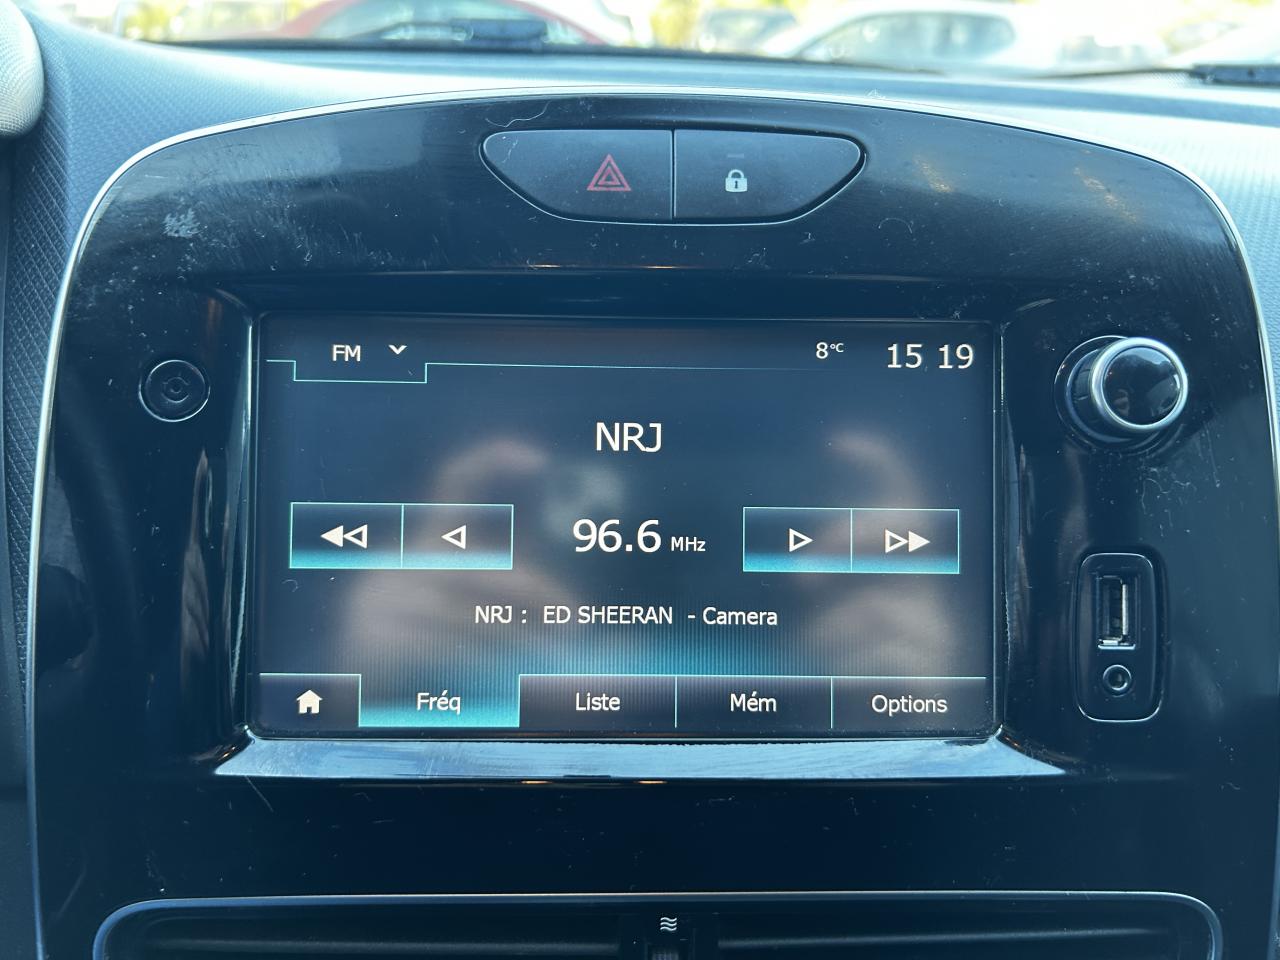 FM 8°C 15 19
NRJ
96.6 MHz
NRJ : ED SHEERAN - Camera
Fréq Liste Mém Options